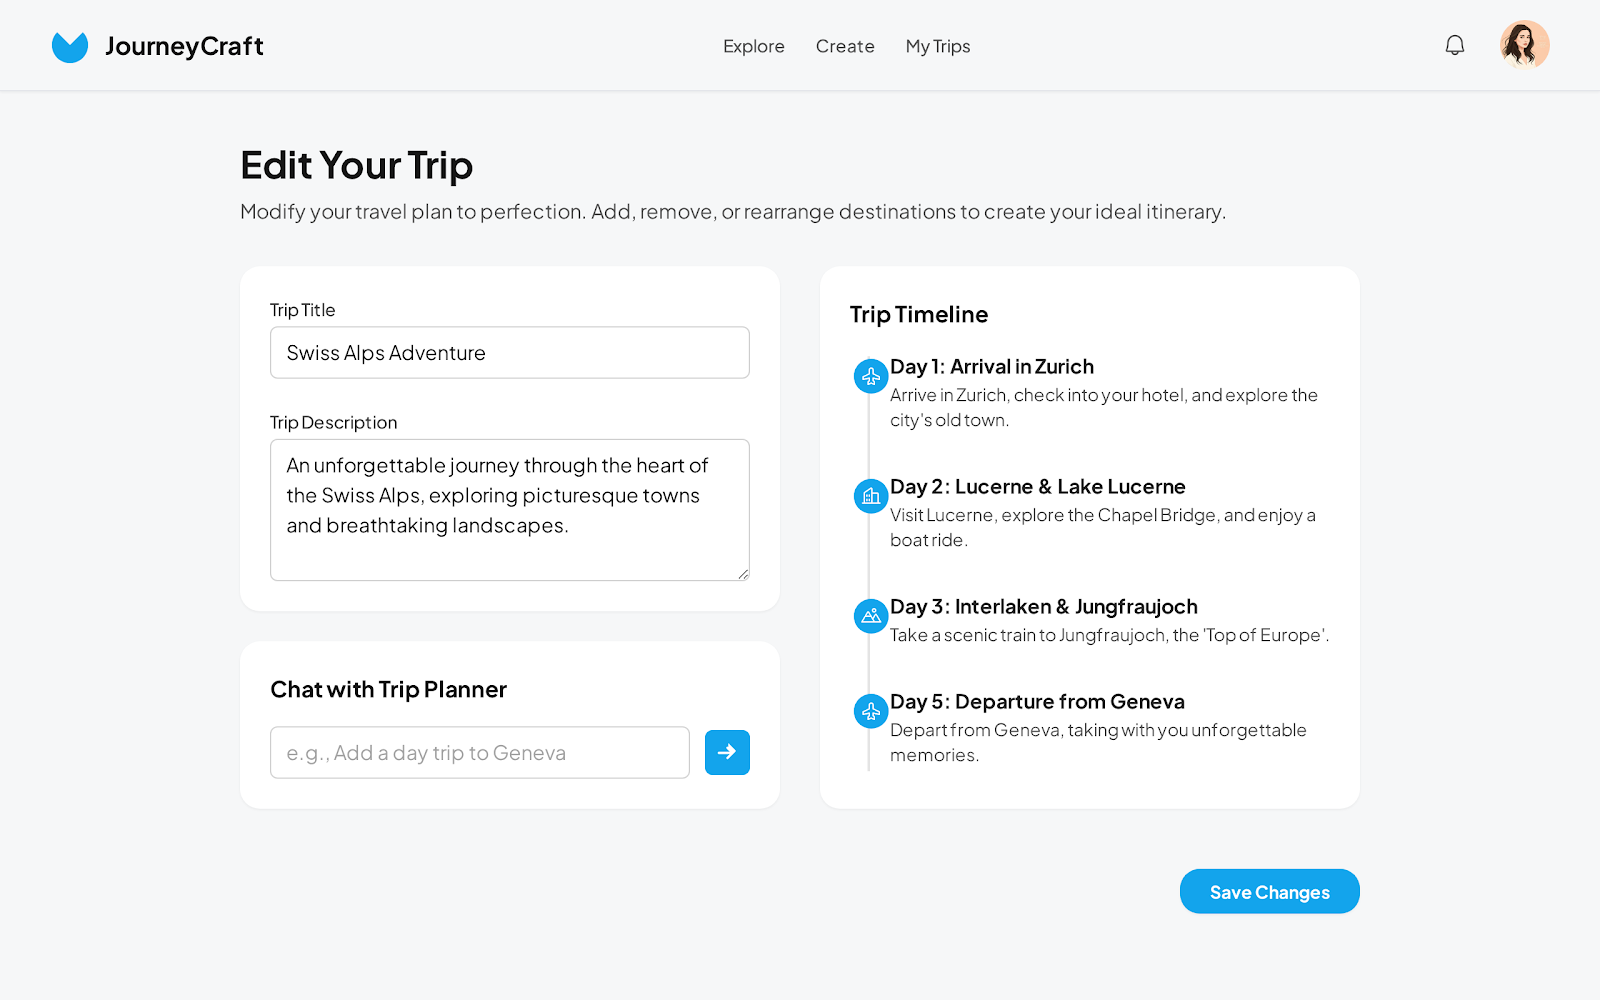 JourneyCraft
Explore
Create
My Trips
Edit Your Trip
Modify your travel plan to perfection. Add, remove, or rearrange destinations to create your ideal itinerary.
Trip Title
Swiss Alps Adventure
Trip Description
An unforgettable journey through the heart of
the Swiss Alps, exploring picturesque towns
and breathtaking landscapes.
Chat with Trip Planner
e.g., Add a day trip to Geneva
Trip Timeline
Day 1: Arrival in Zurich
Arrive in Zurich, check into your hotel, and explore the
city's old town.
Day 2: Lucerne & Lake Lucerne
Visit Lucerne, explore the Chapel Bridge, and enjoy a
boat ride.
Day 3: Interlaken & Jungfraujoch
Take a scenic train to Jungfraujoch, the 'Top of Europe'.
Day 5: Departure from Geneva
Depart from Geneva, taking with you unforgettable
memories.
Save Changes